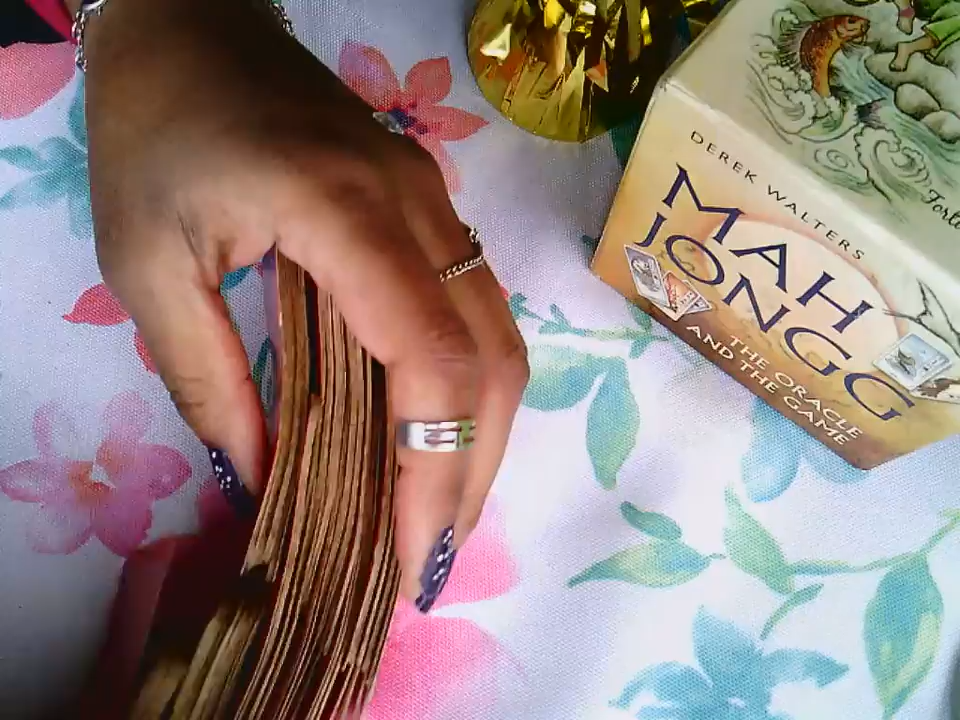 DEREK WALTERS
MAH
JONGG
THE ORACLE
AND THE GAME